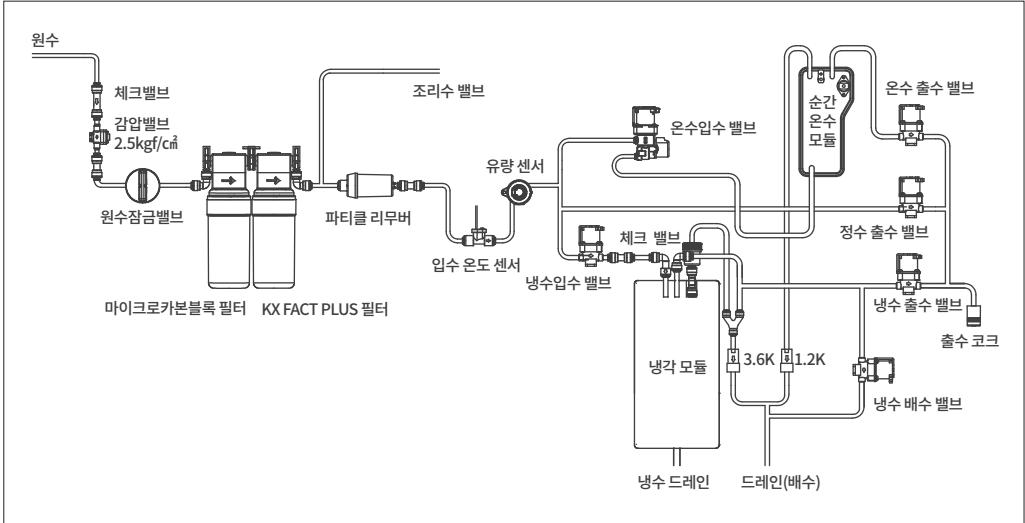 원수
체크밸브
감압밸브
2.5kgf/㎠
원수잠금밸브
마이크로카본블록 필터
KX FACT PLUS 필터
조리수 밸브
파티클 리무버
입수 온도 센서
유량 센서
온수입수 밸브
냉수입수 밸브
체크 밸브
순간
온수
모듈
온수 출수 밸브
정수 출수 밸브
냉수 출수 밸브
출수 코크
냉각 모듈
3.6K
1.2K
냉수 배수 밸브
냉수 드레인
드레인(배수)